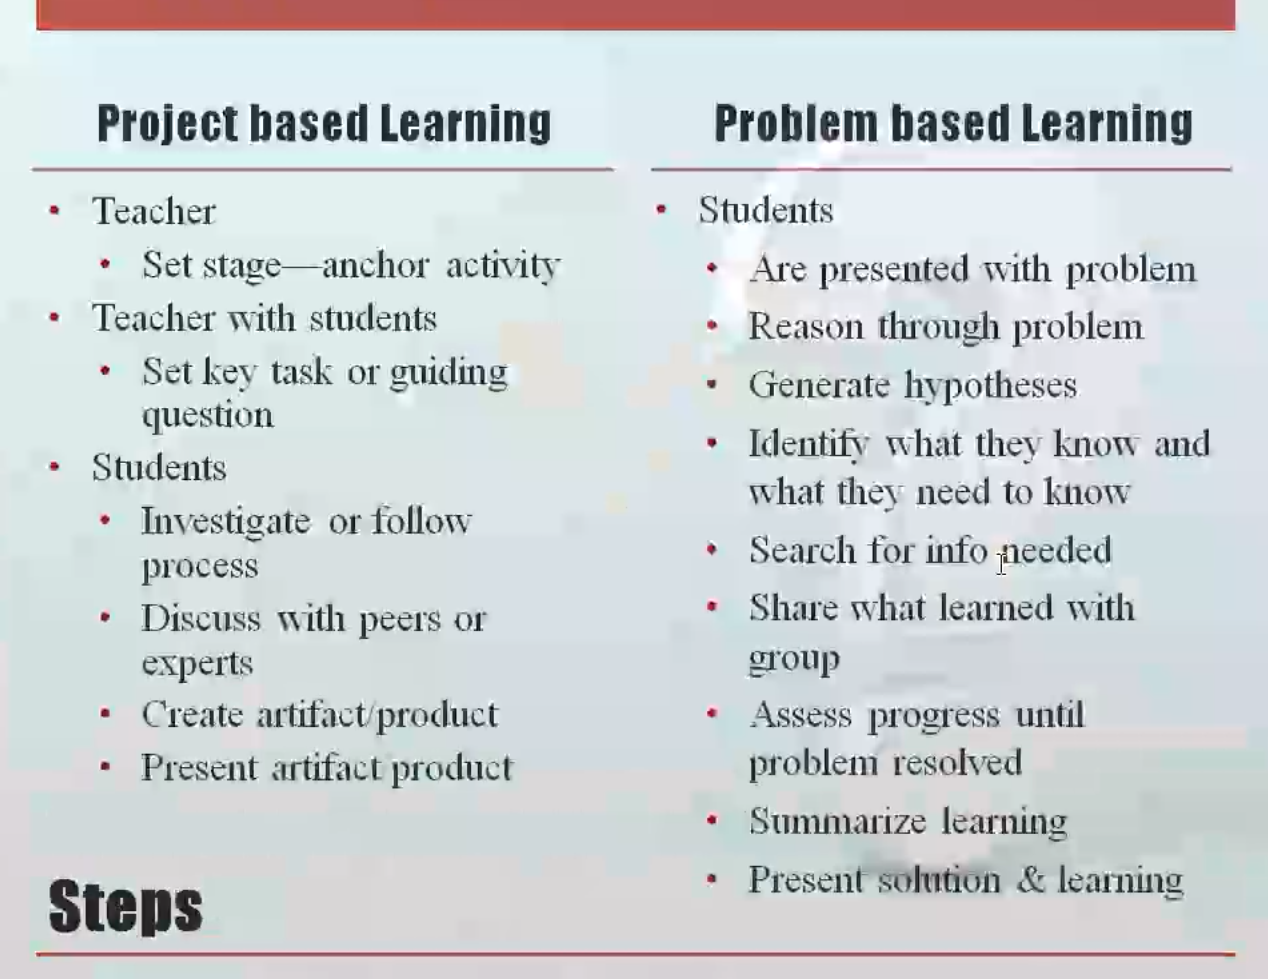 Project based Learning
Teacher
Set stage—anchor activity
Teacher with students
Set key task or guiding
question
Students
Investigate or follow
process
Discuss with peers or
experts
Create artifact/product
Present artifact product
Problem based Learning
Students
Are presented with problem
Reason through problem
Generate hypotheses
Identify what they know and
what they need to know
Search for info needed
Share what learned with
group
Assess progress until
problem resolved
Summarize learning
Present solution & learning
Steps